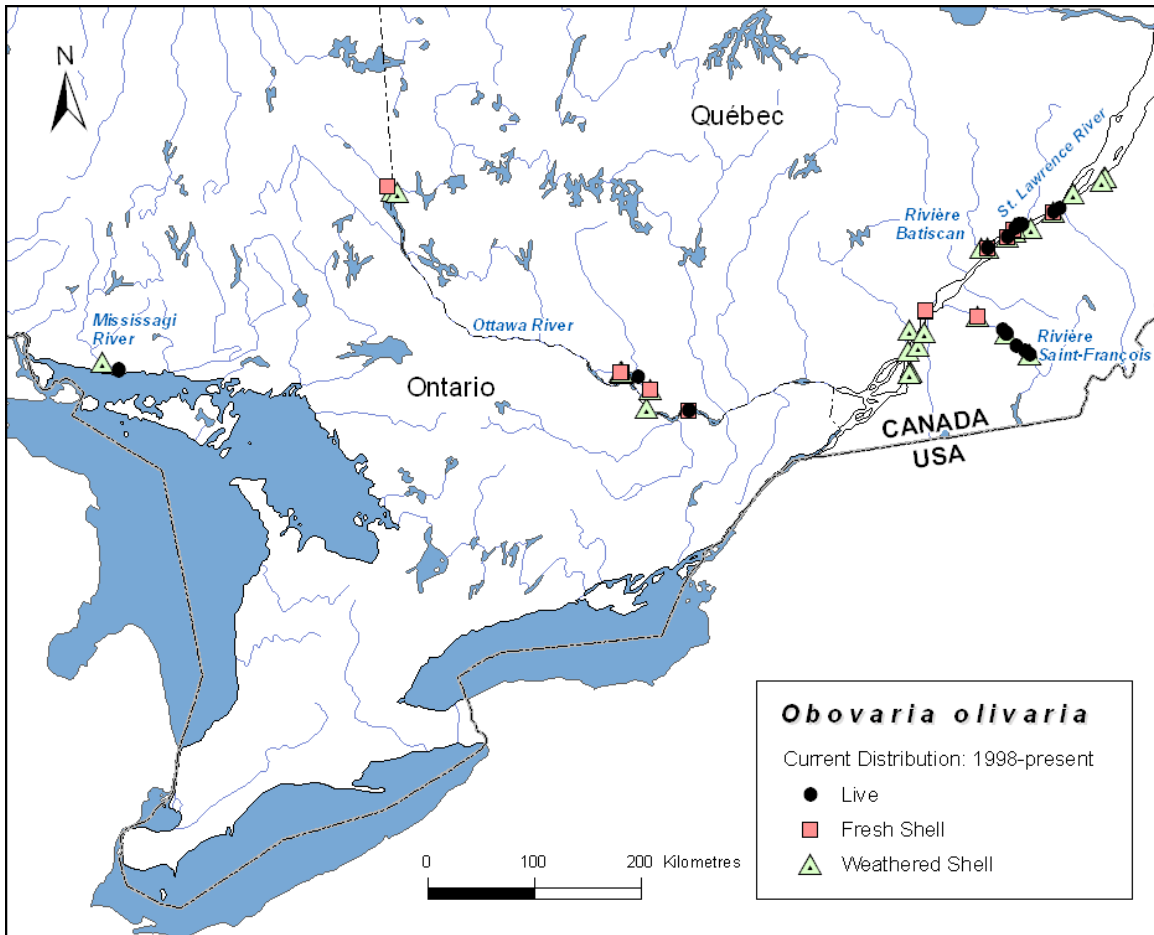 N
Québec
St. Lawrence River
Rivière
Batiscan
Mississagi
River
Ottawa River
Rivière
Saint-François
Ontario
CANADA
USA
Obovaria olivaria
Current Distribution: 1998-present
Live
Fresh Shell
Weathered Shell
0 100 200 Kilometres